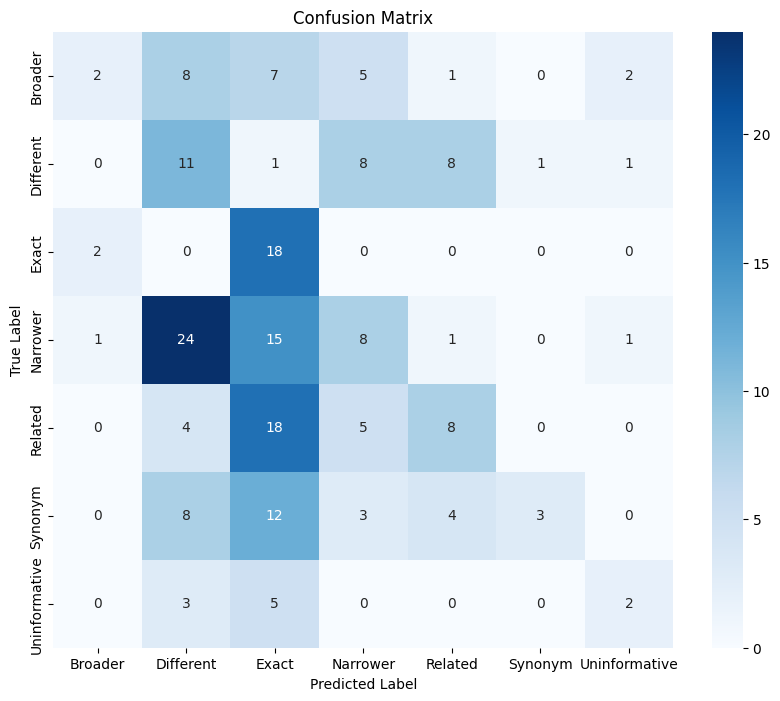 Confusion Matrix
Broader 2 8 7 5 1 0 2
Different 0 11 1 8 8 1 1
Exact 2 0 18 0 0 0 0
Narrower 1 24 15 8 1 0 1
Related 0 4 18 5 8 0 0
Synonym 0 8 12 3 4 3 0
Uninformative 0 3 5 0 0 0 2
Broader Different Exact Narrower Related Synonym Uninformative
Predicted Label
True Label
20
15
10
5
0